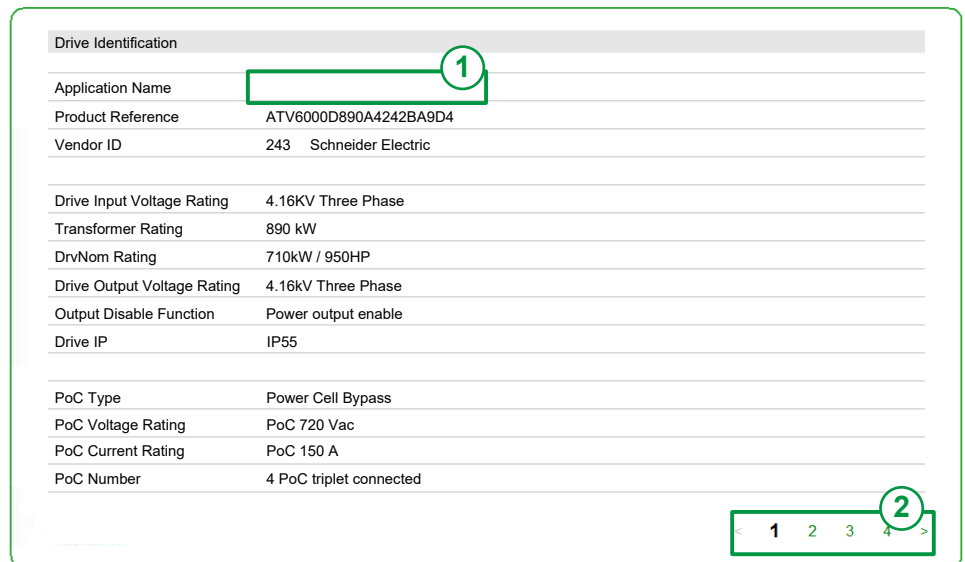 Drive Identification
1
Application Name
Product Reference ATV6000D890A4242BA9D4
Vendor ID 243 Schneider Electric
Drive Input Voltage Rating 4.16KV Three Phase
Transformer Rating 890 kW
DrvNom Rating 710kW / 950HP
Drive Output Voltage Rating 4.16kV Three Phase
Output Disable Function Power output enable
Drive IP IP55
PoC Type Power Cell Bypass
PoC Voltage Rating PoC 720 Vac
PoC Current Rating PoC 150 A
PoC Number 4 PoC triplet connected
2
< 1 2 3 4 >